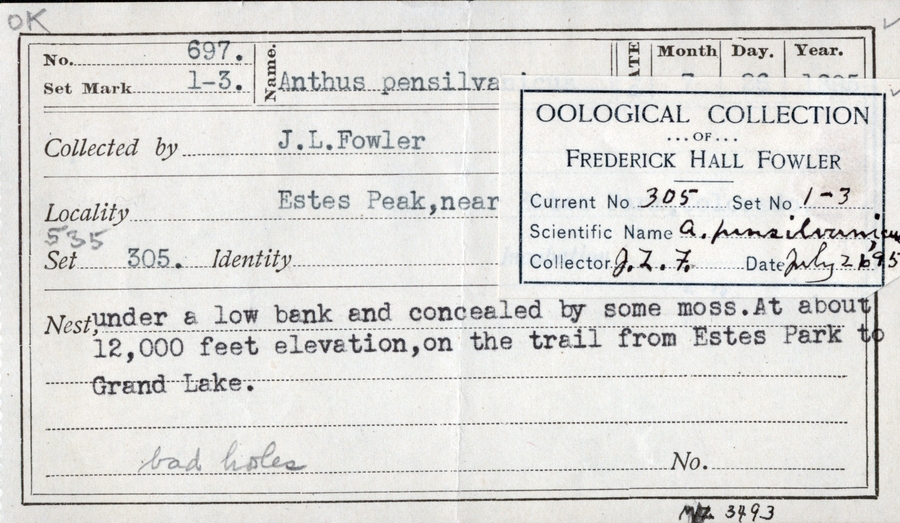 OK
No. 697.
Set Mark 1-3.
Name. Anthus pensilvanicus
Month Day. Year.
Collected by J.L.Fowler
Locality Estes Peak,near
535
Set 305. Identity
Nest, under a low bank and concealed by some moss.At about
12,000 feet elevation,on the trail from Estes Park to
Grand Lake.
bad holes
No.
OOLOGICAL COLLECTION
...OF...
FREDERICK HALL FOWLER
Current No 305 Set No 1-3
Scientific Name A. pensilvanicus
Collector J.L.F. Date July 26, '95
3493